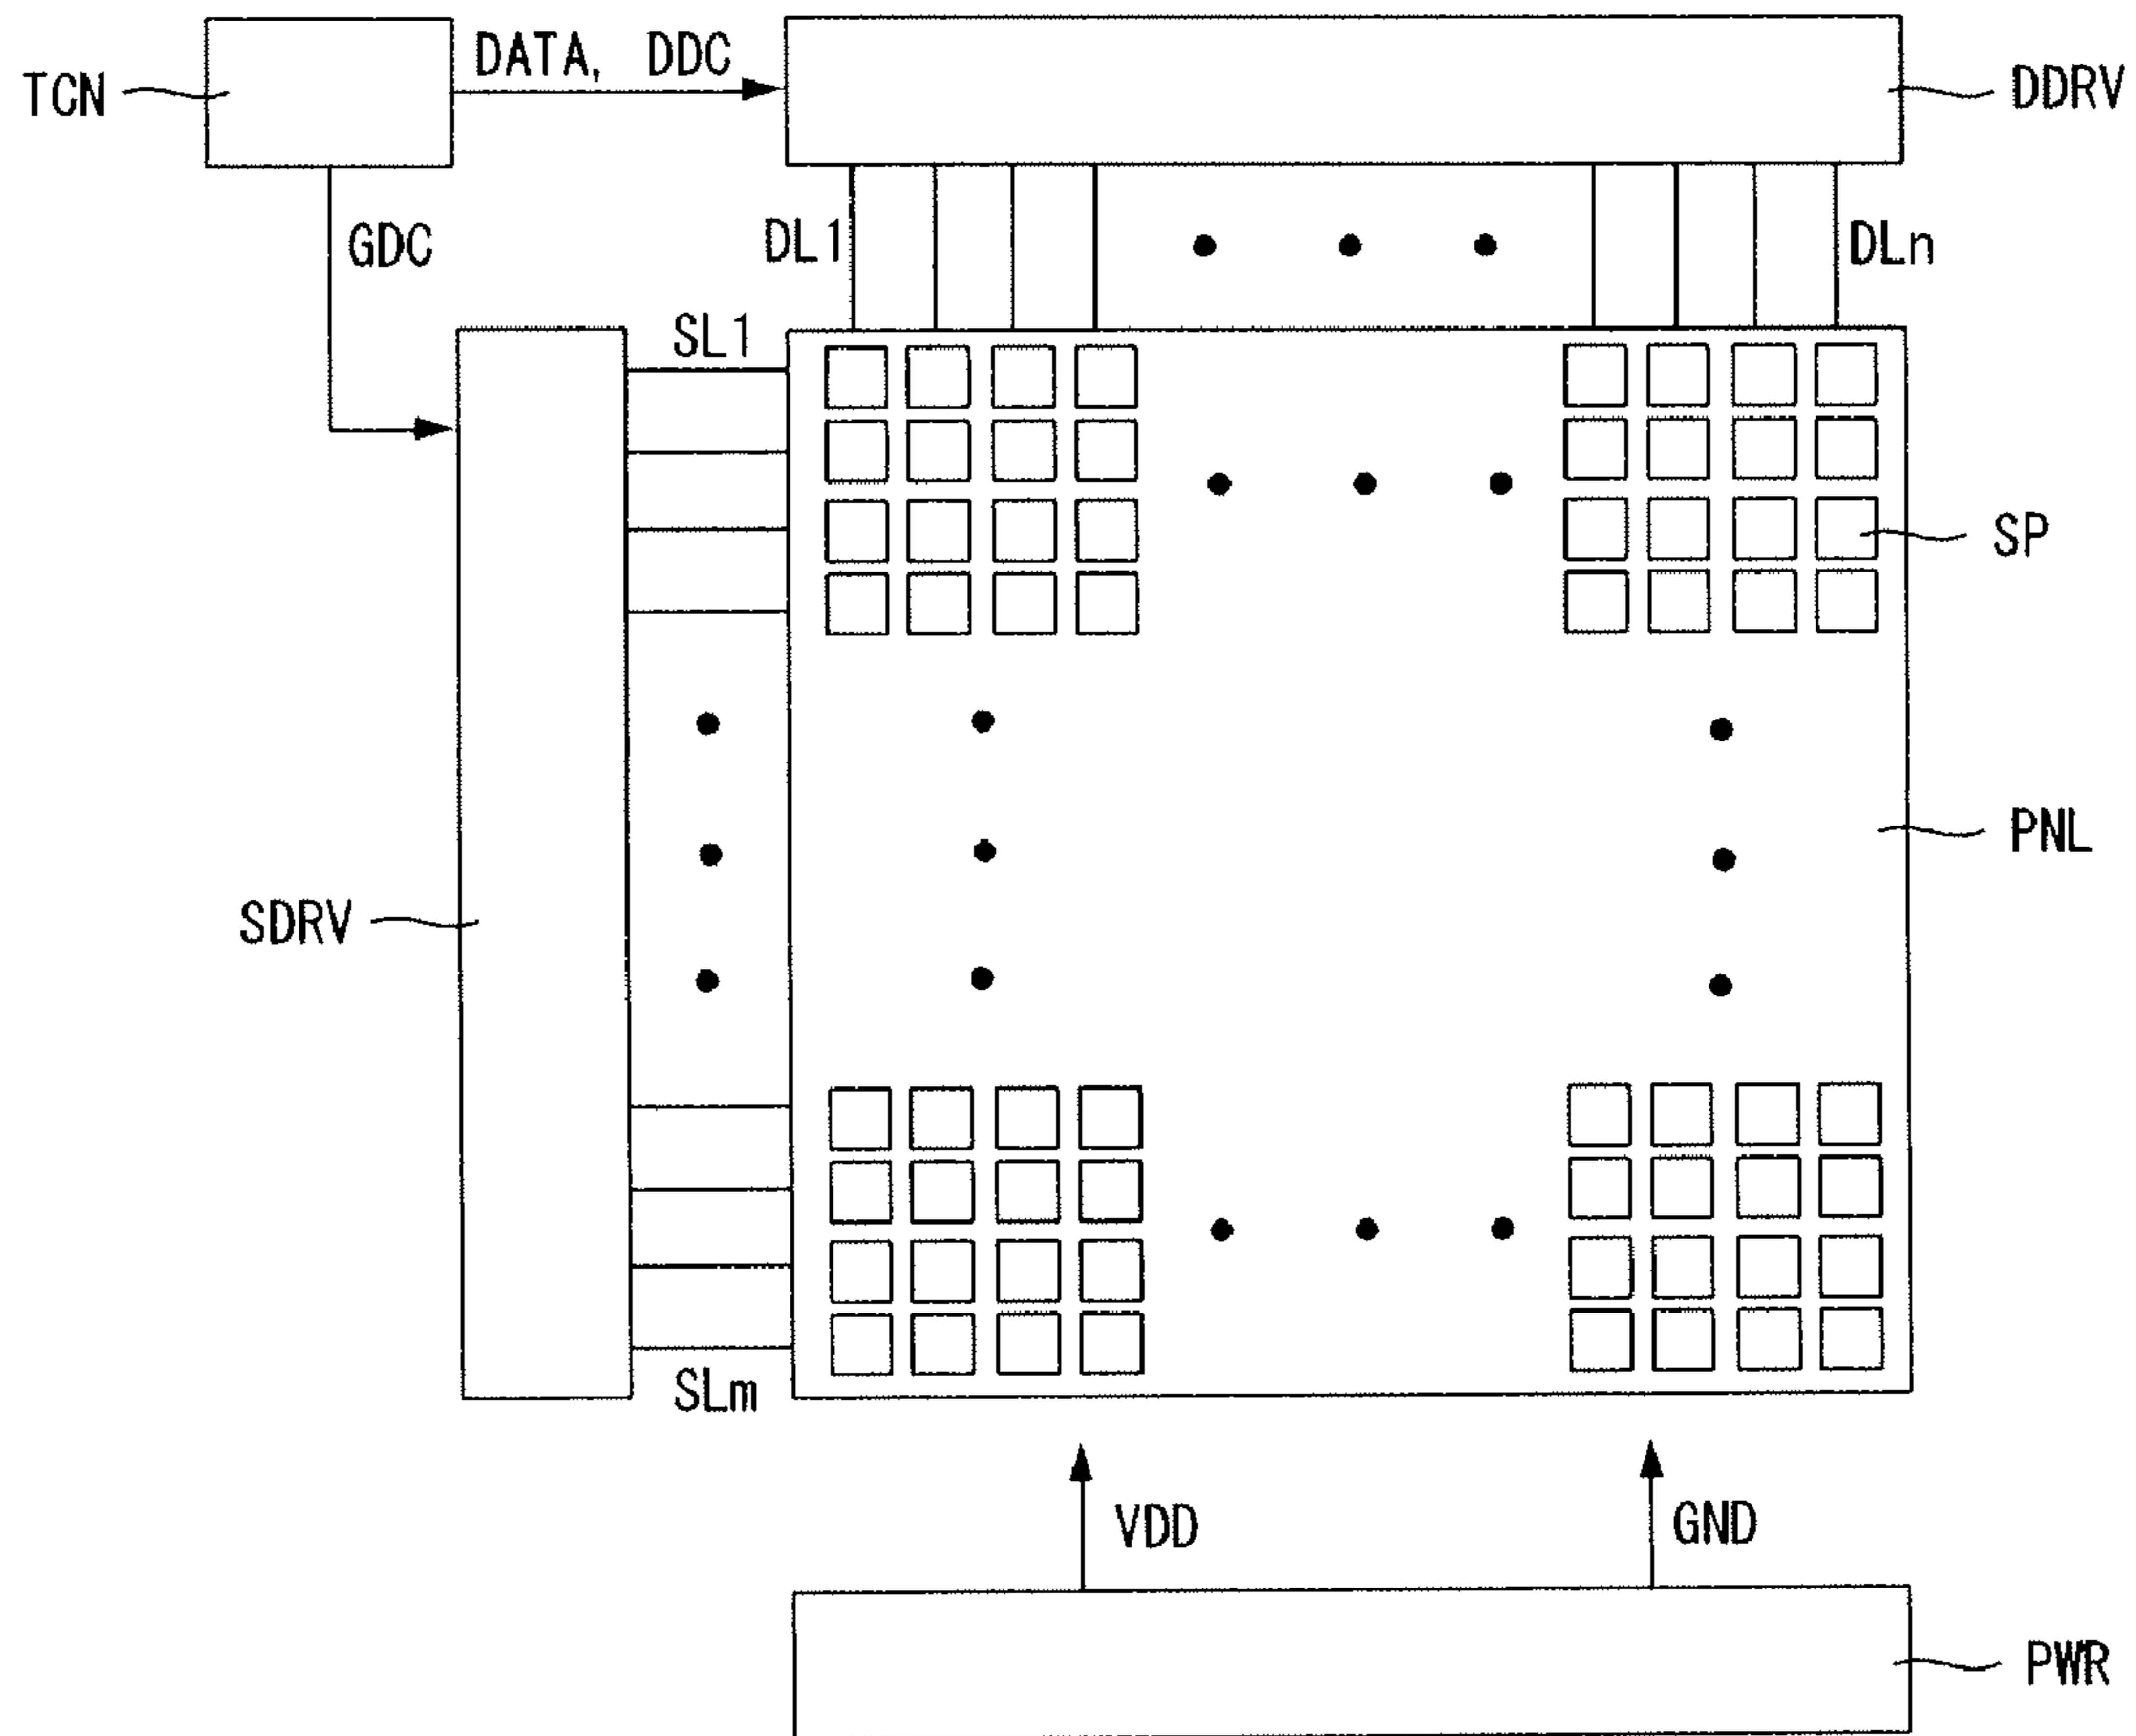 TCN
DATA, DDC
DDRV
GDC
DL1
DLn
SL1
SP
PNL
SDRV
SLm
VDD
GND
PWR